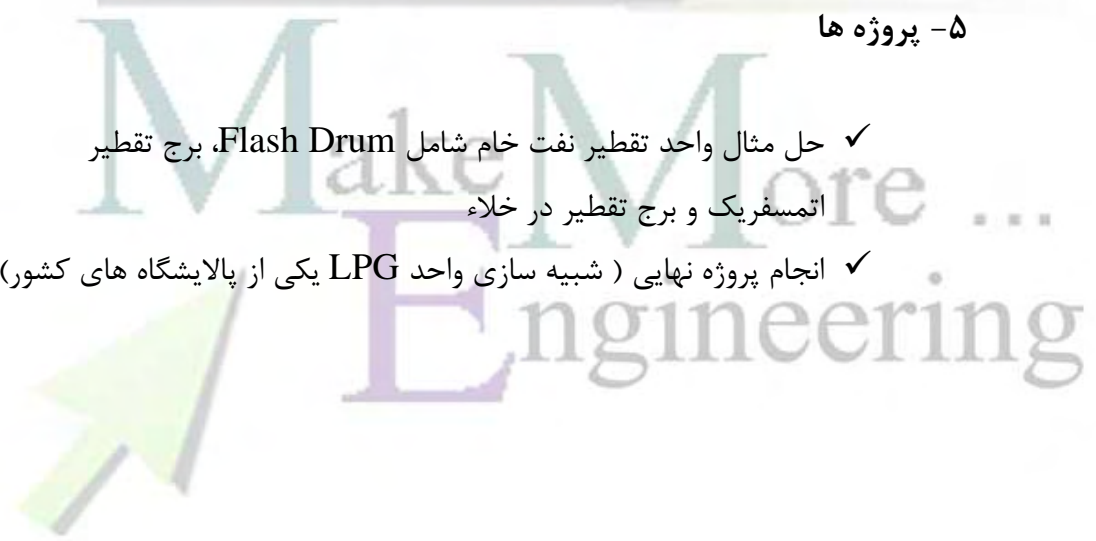 ۵- پروژه ها
✓ حل مثال واحد تقطیر نفت خام شامل Flash Drum، برج تقطیر
اتمسفریک و برج تقطیر در خلاء
✓ انجام پروژه نهایی ( شبیه سازی واحد LPG یکی از پالایشگاه های کشور)
Make More ...
Engineering